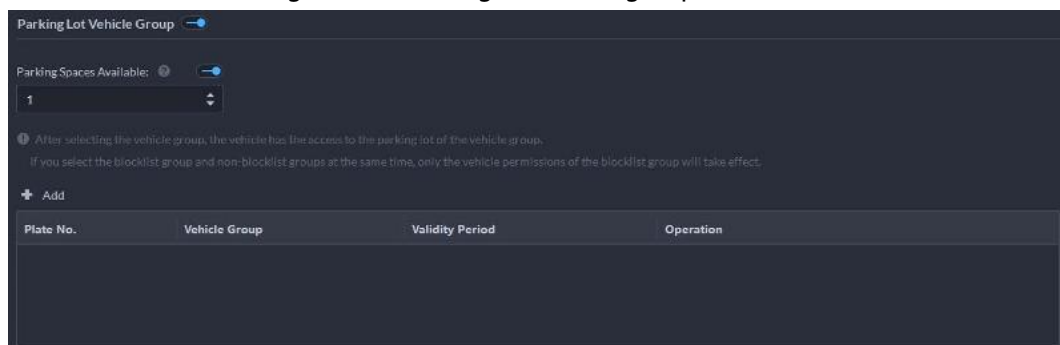 Parking Lot Vehicle Group
Parking Spaces Available:
1
After selecting the vehicle group, the vehicle has the access to the parking lot of the vehicle group.
If you select the blocklist group and non-blocklist groups at the same time, only the vehicle permissions of the blocklist group will take effect.
+ Add
Plate No. Vehicle Group Validity Period Operation